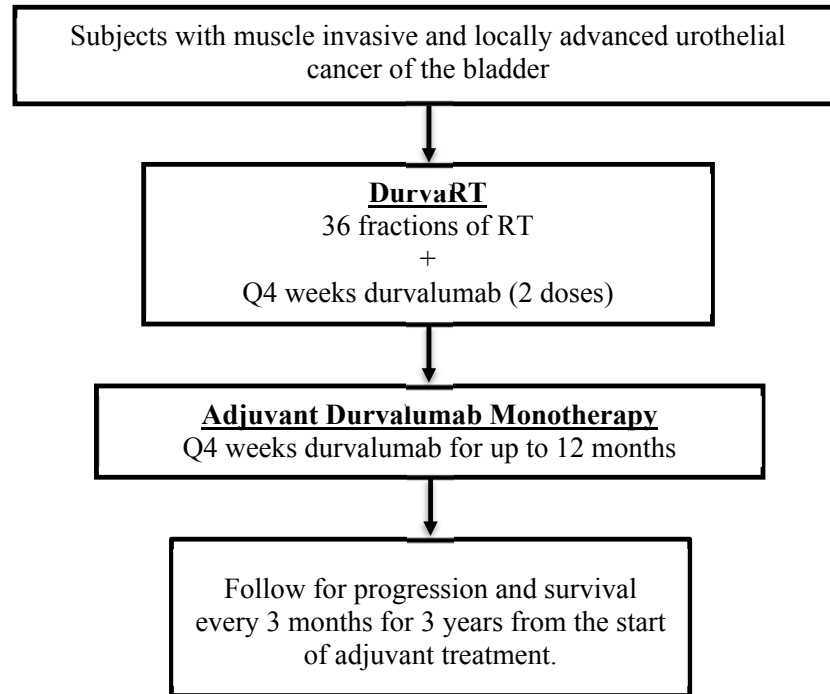 Subjects with muscle invasive and locally advanced urothelial
cancer of the bladder
DurvaRT
36 fractions of RT
+
Q4 weeks durvalumab (2 doses)
Adjuvant Durvalumab Monotherapy
Q4 weeks durvalumab for up to 12 months
Follow for progression and survival
every 3 months for 3 years from the start
of adjuvant treatment.